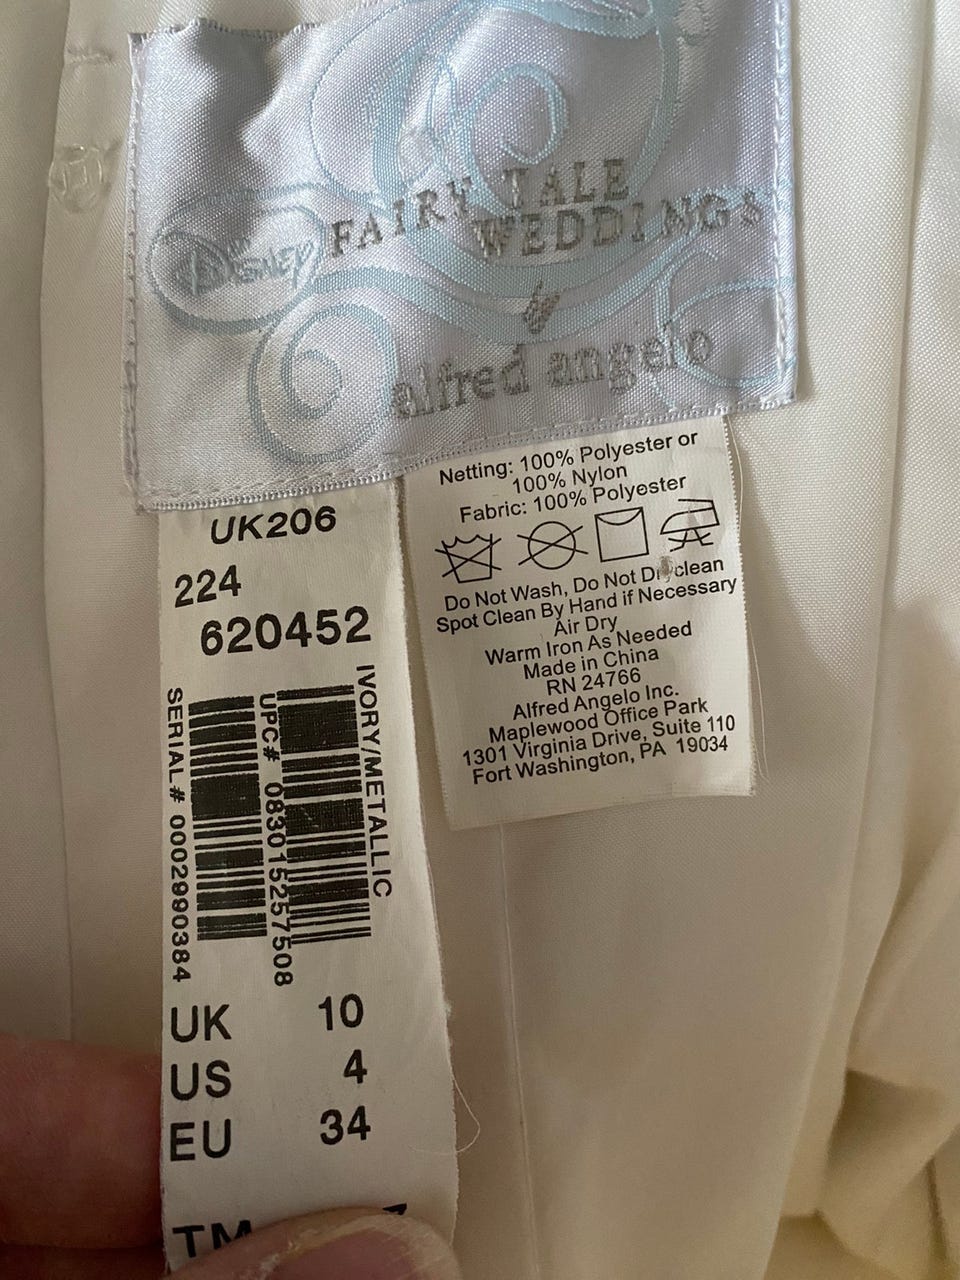 Disney
FAIRY TALE
WEDDINGS
by
alfred angelo
Netting: 100% Polyester or
100% Nylon
Fabric: 100% Polyester
Do Not Wash, Do Not Dryclean
Spot Clean By Hand if Necessary
Air Dry
Warm Iron As Needed
Made in China
RN 24766
Alfred Angelo Inc.
Maplewood Office Park
1301 Virginia Drive, Suite 110
Fort Washington, PA 19034
UK206
224
620452
IVORY/METALLIC
UPC# 083015257508
SERIAL# 0002990384
UK 10
US 4
EU 34
TM